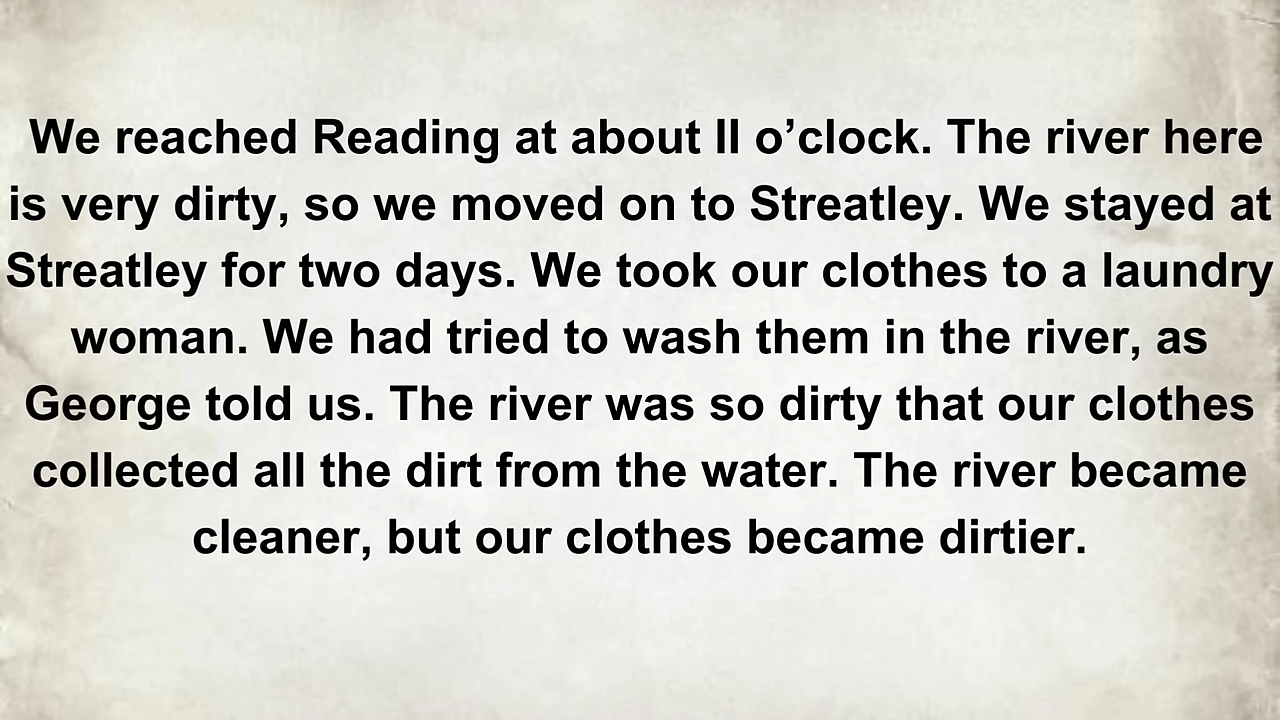 We reached Reading at about II o’clock. The river here
is very dirty, so we moved on to Streatley. We stayed at
Streatley for two days. We took our clothes to a laundry
woman. We had tried to wash them in the river, as
George told us. The river was so dirty that our clothes
collected all the dirt from the water. The river became
cleaner, but our clothes became dirtier.